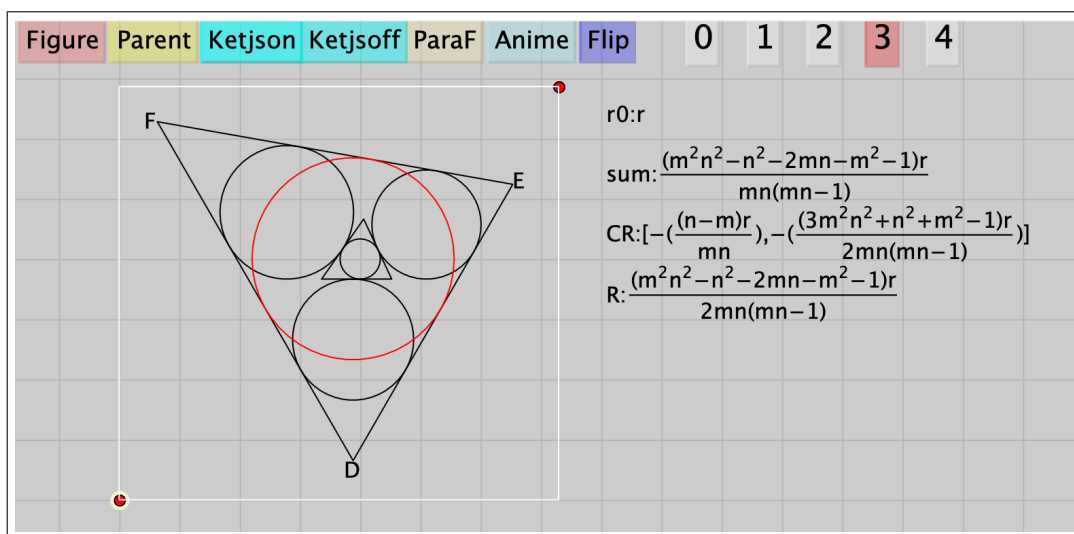 Figure Parent Ketjson Ketjsoff ParaF Anime Flip 0 1 2 3 4
F
E
D
r0:r
sum:(m²n²−n²−2mn−m²−1)r / mn(mn−1)
CR:[−((n−m)r / mn),−((3m²n²+n²+m²−1)r / 2mn(mn−1))]
R:(m²n²−n²−2mn−m²−1)r / 2mn(mn−1)